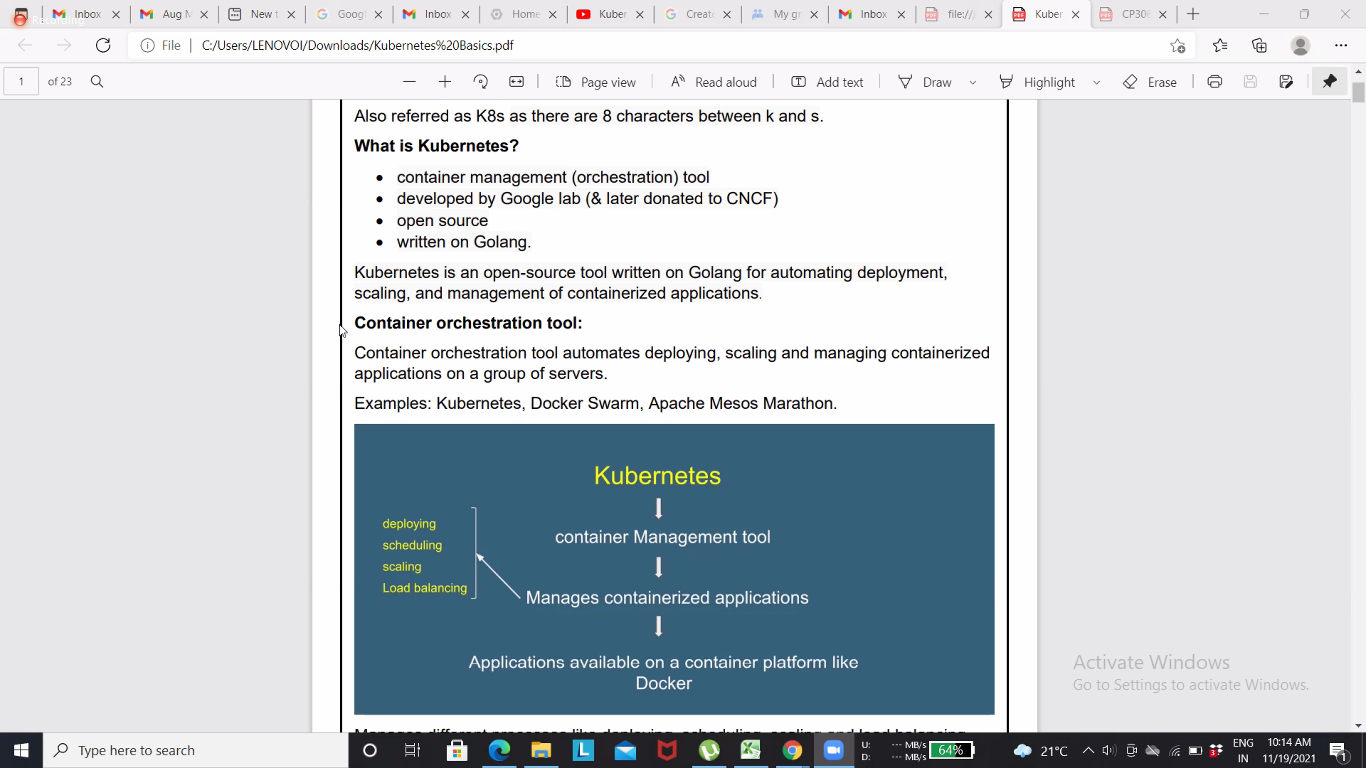 Inbox
Aug M
New t
Googl
Inbox
Home
Kuber
Create
My gr
Inbox
file://
Kuber
CP306
File
C:/Users/LENOVOI/Downloads/Kubernetes%20Basics.pdf
1 of 23
Page view
Read aloud
Add text
Draw
Highlight
Erase
Also referred as K8s as there are 8 characters between k and s.
What is Kubernetes?
• container management (orchestration) tool
• developed by Google lab (& later donated to CNCF)
• open source
• written on Golang.
Kubernetes is an open-source tool written on Golang for automating deployment,
scaling, and management of containerized applications.
Container orchestration tool:
Container orchestration tool automates deploying, scaling and managing containerized
applications on a group of servers.
Examples: Kubernetes, Docker Swarm, Apache Mesos Marathon.
Kubernetes
container Management tool
deploying
scheduling
scaling
Load balancing
Manages containerized applications
Applications available on a container platform like
Docker
Activate Windows
Go to Settings to activate Windows.
Type here to search
U: --- MB/s
D: --- MB/s
64%
21°C
ENG
IN
10:14 AM
11/19/2021
1